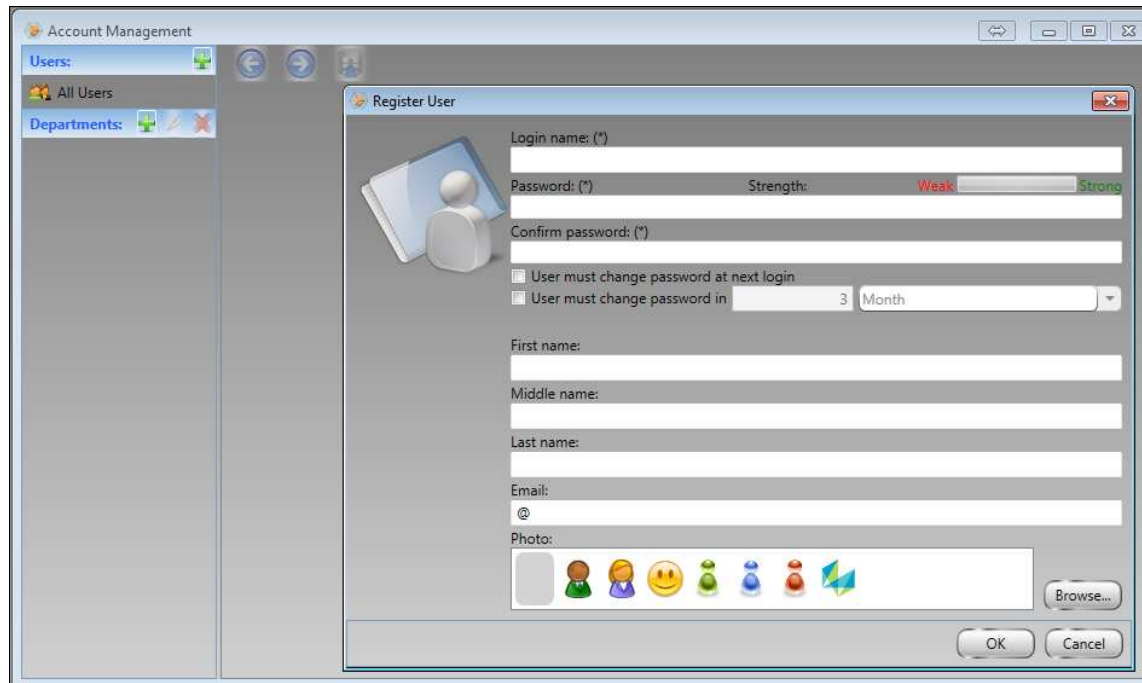 Account Management
Users:
All Users
Departments:
Register User
Login name: (*)
Password: (*) Strength: Weak Strong
Confirm password: (*)
User must change password at next login
User must change password in 3 Month
First name:
Middle name:
Last name:
Email:
@
Photo:
Browse...
OK Cancel